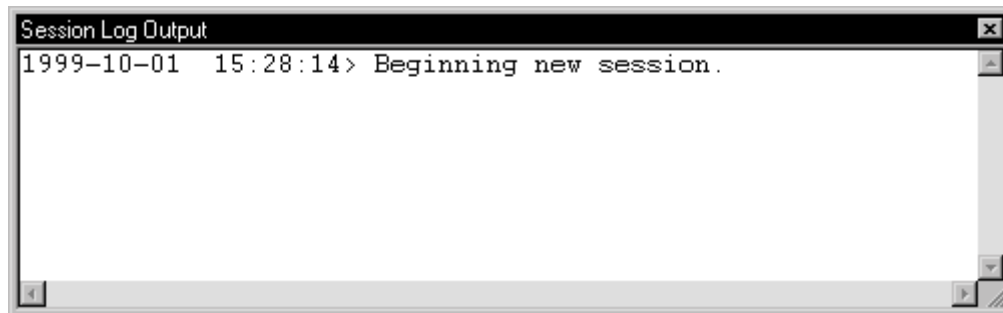 Session Log Output
1999-10-01  15:28:14> Beginning new session.